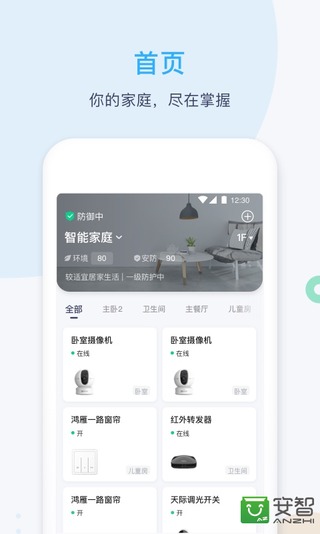 首页
你的家庭，尽在掌握
12:30
防御中
智能家庭
1F
环境 80 安防 90
较适宜居家生活 | 一级防护中
全部 主卧2 卫生间 主餐厅 儿童房
卧室摄像机 卧室摄像机
在线 在线
卧室 卧室
鸿雁一路窗帘 红外转发器
开 在线
儿童房 卫生间
鸿雁一路窗帘 天际调光开关
开 开
安智
ANZHI
AZ